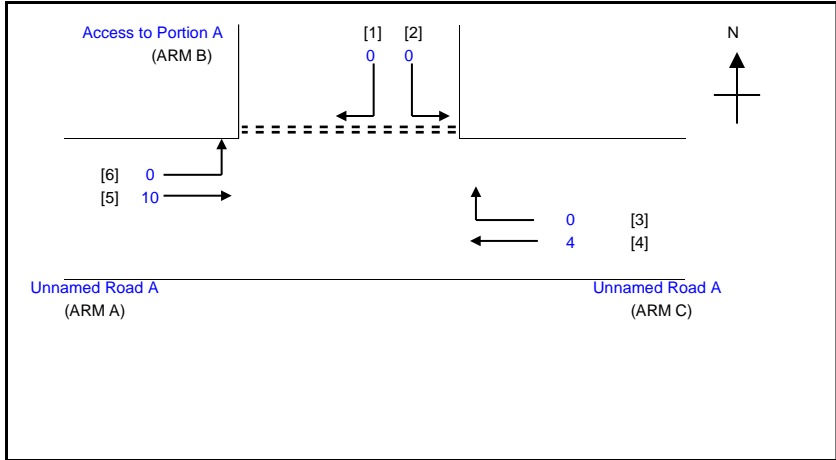 Access to Portion A [1] [2] N
(ARM B) 0 0
[6] 0
[5] 10
0 [3]
4 [4]
Unnamed Road A Unnamed Road A
(ARM A) (ARM C)